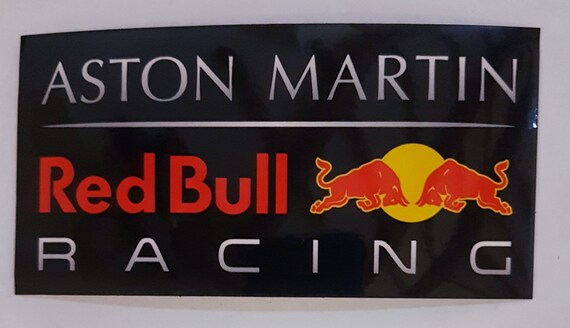 ASTON MARTIN
Red Bull
RACING